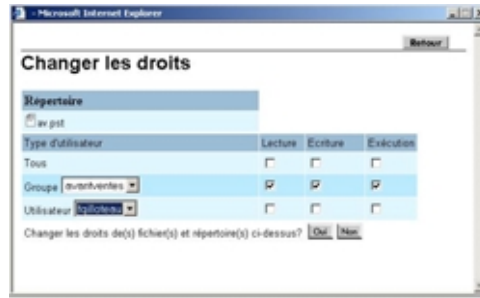 - Microsoft Internet Explorer
Retour
Changer les droits
Répertoire
av.pst
Type d'utilisateur Lecture Ecriture Exécution
Tous
Groupe avantventes
Utilisateur
Changer les droits de(s) fichier(s) et répertoire(s) ci-dessus? Oui Non